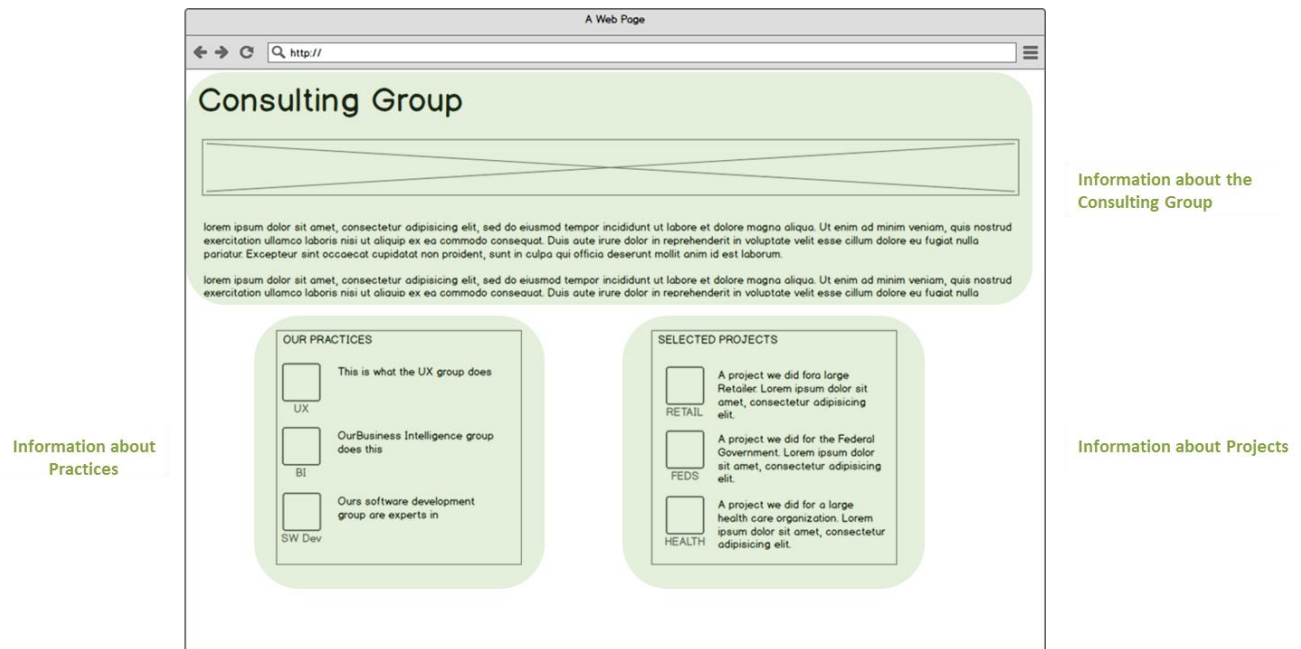 A Web Page
http://
Consulting Group
Information about the
Consulting Group
lorem ipsum dolor sit amet, consectetur adipisicing elit, sed do eiusmod tempor incididunt ut labore et dolore magna aliqua. Ut enim ad minim veniam, quis nostrud
exercitation ullamco laboris nisi ut aliquip ex ea commodo consequat. Duis aute irure dolor in reprehenderit in voluptate velit esse cillum dolore eu fugiat nulla
pariatur. Excepteur sint occaecat cupidatat non proident, sunt in culpa qui officia deserunt mollit anim id est laborum.
lorem ipsum dolor sit amet, consectetur adipisicing elit, sed do eiusmod tempor incididunt ut labore et dolore magna aliqua. Ut enim ad minim veniam, quis nostrud
exercitation ullamco laboris nisi ut aliquip ex ea commodo consequat. Duis aute irure dolor in reprehenderit in voluptate velit esse cillum dolore eu fugiat nulla
Information about
Practices
OUR PRACTICES
This is what the UX group does
UX
OurBusiness Intelligence group
does this
BI
Ours software development
group are experts in
SW Dev
SELECTED PROJECTS
A project we did fora large
Retailer. Lorem ipsum dolor sit
amet, consectetur adipisicing
elit.
RETAIL
A project we did for the Federal
Government. Lorem ipsum dolor
sit amet, consectetur adipisicing
elit.
FEDS
A project we did for a large
health care organization. Lorem
ipsum dolor sit amet, consectetur
adipisicing elit.
HEALTH
Information about Projects